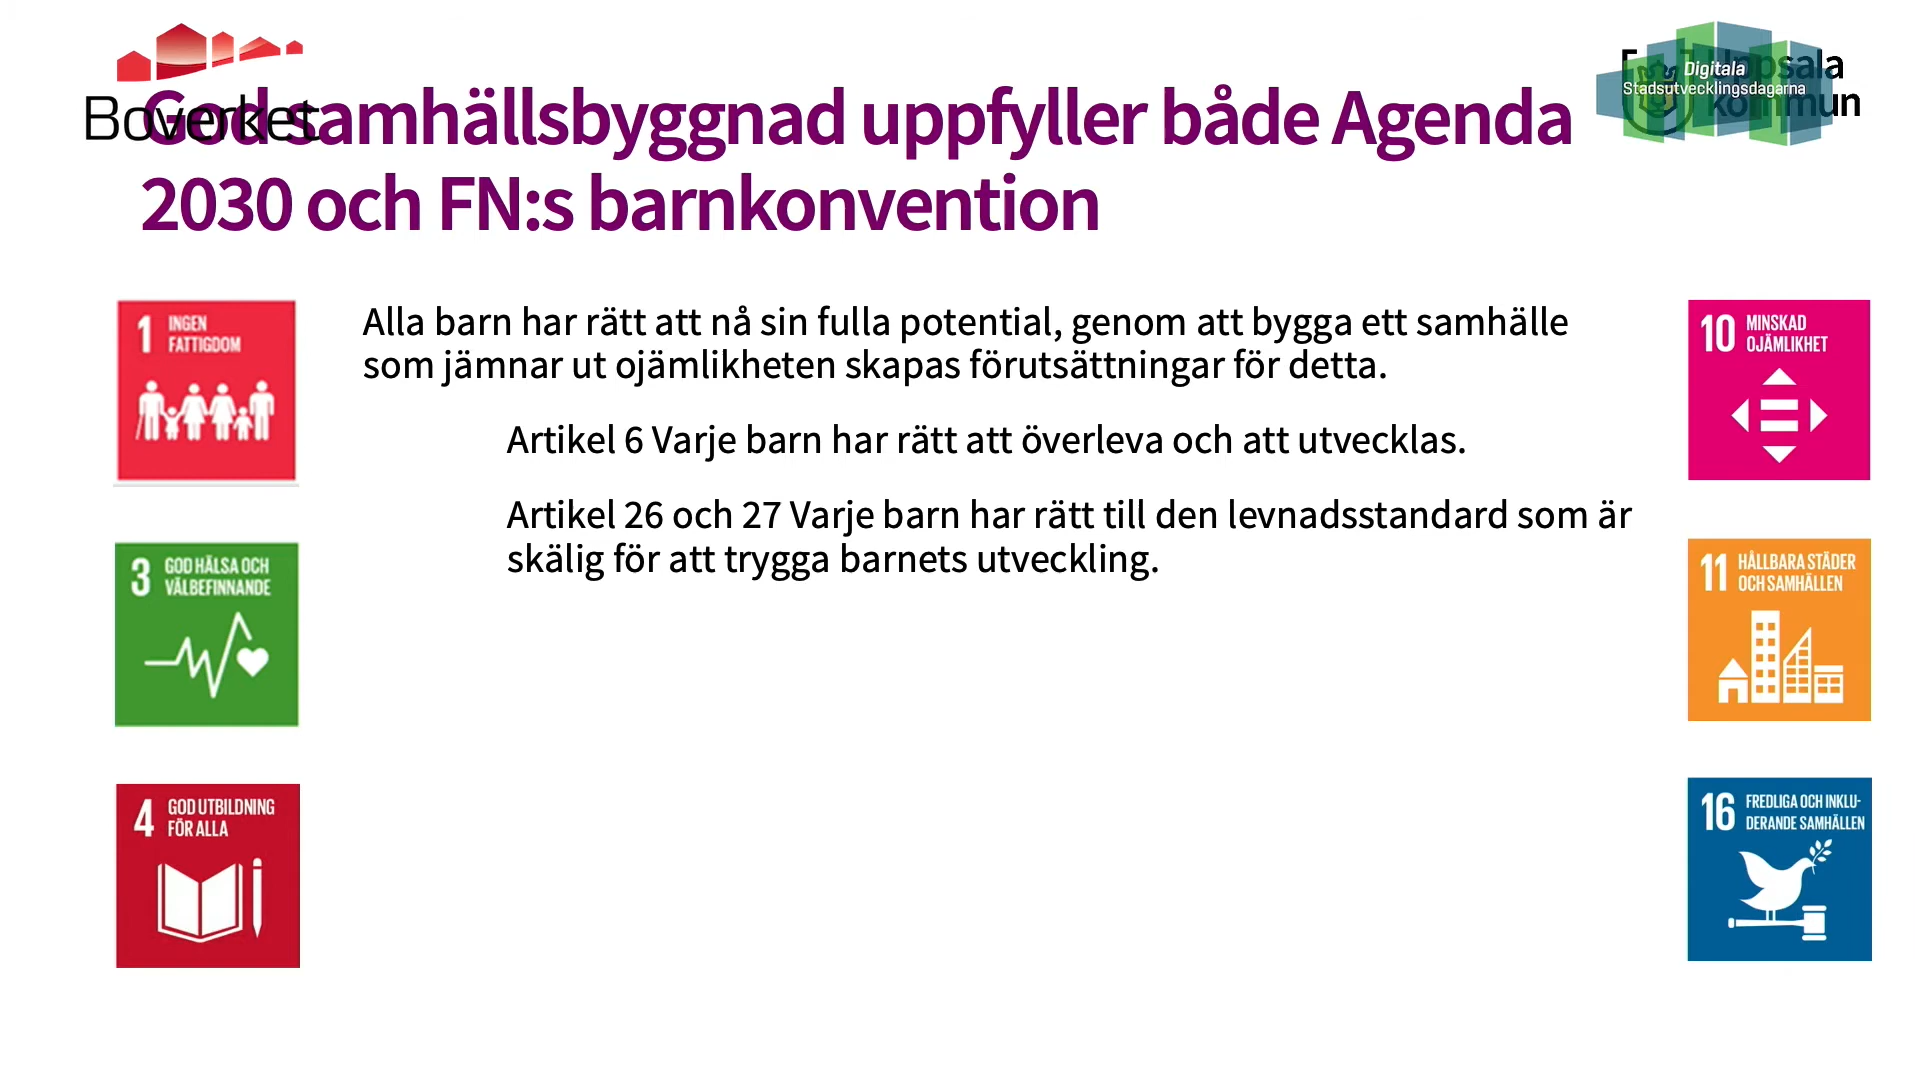 Boverket
God samhällsbyggnad uppfyller både Agenda
2030 och FN:s barnkonvention
Digitala
Stadsutvecklingsdagarna
Uppsala
kommun
1 INGEN
FATTIGDOM
3 GOD HÄLSA OCH
VÄLBEFINNANDE
4 GOD UTBILDNING
FÖR ALLA
Alla barn har rätt att nå sin fulla potential, genom att bygga ett samhälle
som jämnar ut ojämlikheten skapas förutsättningar för detta.
Artikel 6 Varje barn har rätt att överleva och att utvecklas.
Artikel 26 och 27 Varje barn har rätt till den levnadsstandard som är
skälig för att trygga barnets utveckling.
10 MINSKAD
OJÄMLIKHET
11 HÅLLBARA STÄDER
OCH SAMHÄLLEN
16 FREDLIGA OCH INKLU-
DERANDE SAMHÄLLEN